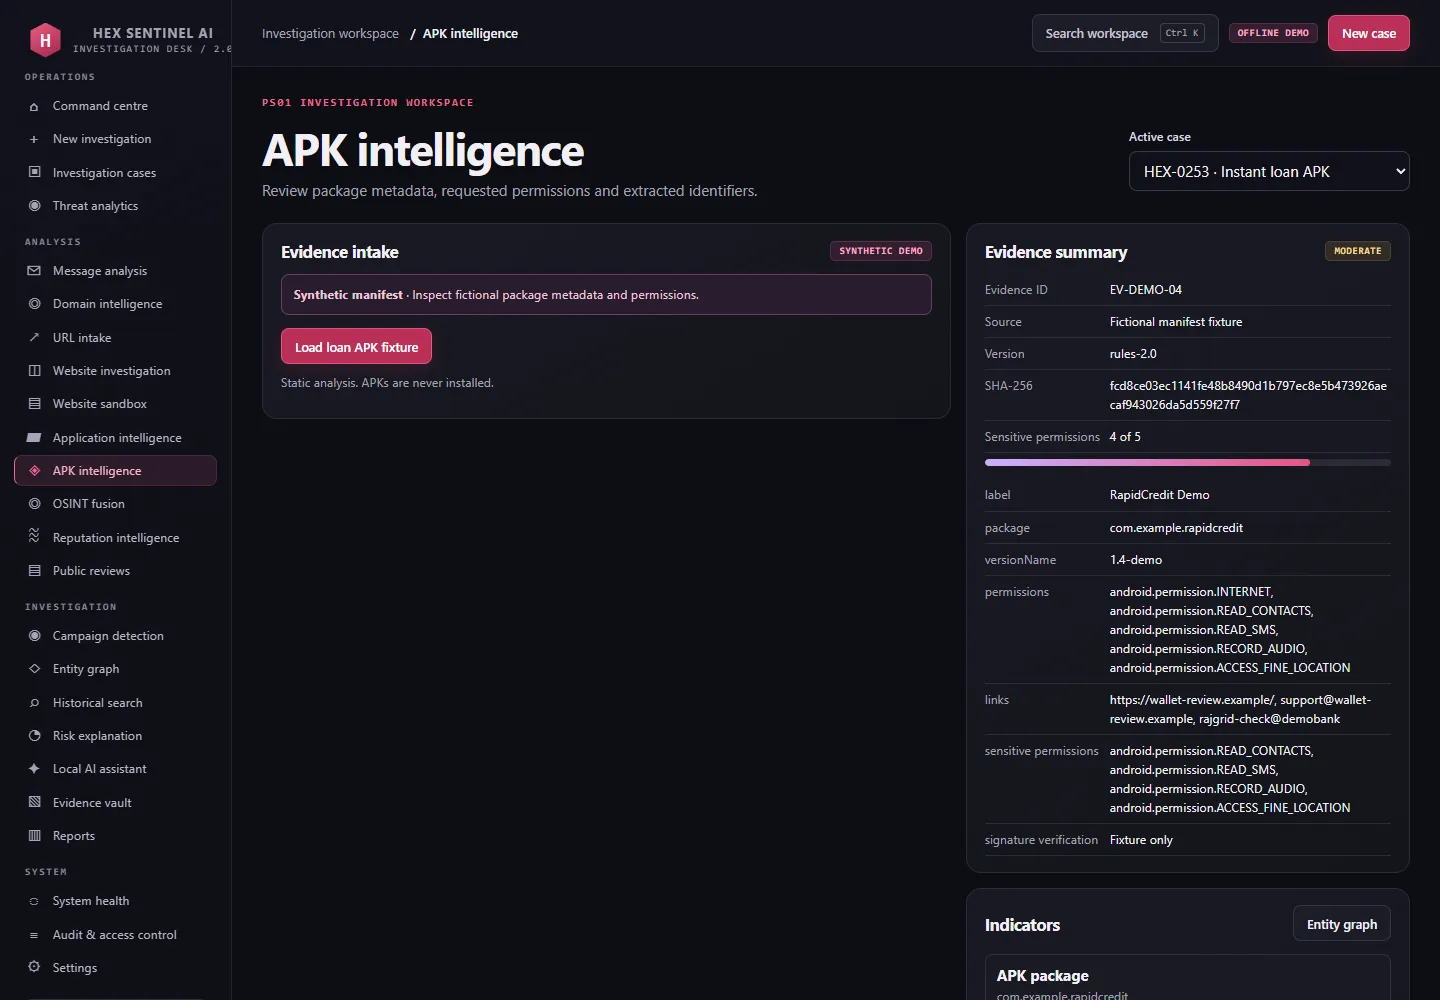 HEX SENTINEL AI
INVESTIGATION DESK / 2.0
OPERATIONS
Command centre
New investigation
Investigation cases
Threat analytics
ANALYSIS
Message analysis
Domain intelligence
URL intake
Website investigation
Website sandbox
Application intelligence
APK intelligence
OSINT fusion
Reputation intelligence
Public reviews
INVESTIGATION
Campaign detection
Entity graph
Historical search
Risk explanation
Local AI assistant
Evidence vault
Reports
SYSTEM
System health
Audit & access control
Settings
Investigation workspace / APK intelligence
Search workspace Ctrl K
OFFLINE DEMO
New case
PS01 INVESTIGATION WORKSPACE
APK intelligence
Review package metadata, requested permissions and extracted identifiers.
Active case
HEX-0253 · Instant loan APK
Evidence intake
SYNTHETIC DEMO
Synthetic manifest · Inspect fictional package metadata and permissions.
Load loan APK fixture
Static analysis. APKs are never installed.
Evidence summary
MODERATE
Evidence ID EV-DEMO-04
Source Fictional manifest fixture
Version rules-2.0
SHA-256 fcd8ce03ec1141fe48b8490d1b797ec8e5b473926ae
caf943026da5d559f27f7
Sensitive permissions 4 of 5
label RapidCredit Demo
package com.example.rapidcredit
versionName 1.4-demo
permissions android.permission.INTERNET,
android.permission.READ_CONTACTS,
android.permission.READ_SMS,
android.permission.RECORD_AUDIO,
android.permission.ACCESS_FINE_LOCATION
links https://wallet-review.example/, support@wallet-
review.example, rajgrid-check@demobank
sensitive permissions android.permission.READ_CONTACTS,
android.permission.READ_SMS,
android.permission.RECORD_AUDIO,
android.permission.ACCESS_FINE_LOCATION
signature verification Fixture only
Indicators
Entity graph
APK package
com.example.rapidcredit